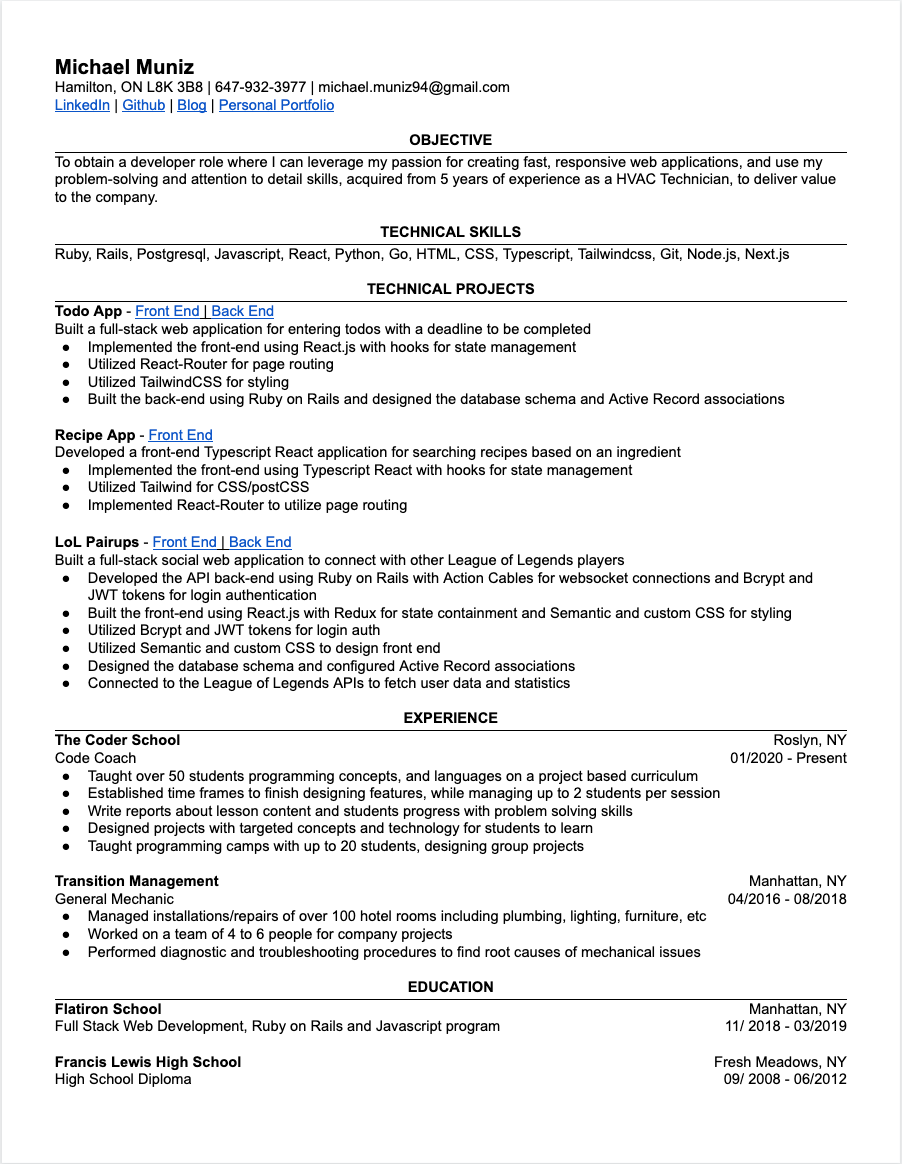 Michael Muniz
Hamilton, ON L8K 3B8 | 647-932-3977 | michael.muniz94@gmail.com
LinkedIn | Github | Blog | Personal Portfolio
OBJECTIVE
To obtain a developer role where I can leverage my passion for creating fast, responsive web applications, and use my
problem-solving and attention to detail skills, acquired from 5 years of experience as a HVAC Technician, to deliver value
to the company.
TECHNICAL SKILLS
Ruby, Rails, Postgresql, Javascript, React, Python, Go, HTML, CSS, Typescript, Tailwindcss, Git, Node.js, Next.js
TECHNICAL PROJECTS
Todo App - Front End | Back End
Built a full-stack web application for entering todos with a deadline to be completed
● Implemented the front-end using React.js with hooks for state management
● Utilized React-Router for page routing
● Utilized TailwindCSS for styling
● Built the back-end using Ruby on Rails and designed the database schema and Active Record associations
Recipe App - Front End
Developed a front-end Typescript React application for searching recipes based on an ingredient
● Implemented the front-end using Typescript React with hooks for state management
● Utilized Tailwind for CSS/postCSS
● Implemented React-Router to utilize page routing
LoL Pairups - Front End | Back End
Built a full-stack social web application to connect with other League of Legends players
● Developed the API back-end using Ruby on Rails with Action Cables for websocket connections and Bcrypt and
JWT tokens for login authentication
● Built the front-end using React.js with Redux for state containment and Semantic and custom CSS for styling
● Utilized Bcrypt and JWT tokens for login auth
● Utilized Semantic and custom CSS to design front end
● Designed the database schema and configured Active Record associations
● Connected to the League of Legends APIs to fetch user data and statistics
EXPERIENCE
The Coder School Roslyn, NY
Code Coach 01/2020 - Present
● Taught over 50 students programming concepts, and languages on a project based curriculum
● Established time frames to finish designing features, while managing up to 2 students per session
● Write reports about lesson content and students progress with problem solving skills
● Designed projects with targeted concepts and technology for students to learn
● Taught programming camps with up to 20 students, designing group projects
Transition Management Manhattan, NY
General Mechanic 04/2016 - 08/2018
● Managed installations/repairs of over 100 hotel rooms including plumbing, lighting, furniture, etc
● Worked on a team of 4 to 6 people for company projects
● Performed diagnostic and troubleshooting procedures to find root causes of mechanical issues
EDUCATION
Flatiron School Manhattan, NY
Full Stack Web Development, Ruby on Rails and Javascript program 11/ 2018 - 03/2019
Francis Lewis High School Fresh Meadows, NY
High School Diploma 09/ 2008 - 06/2012